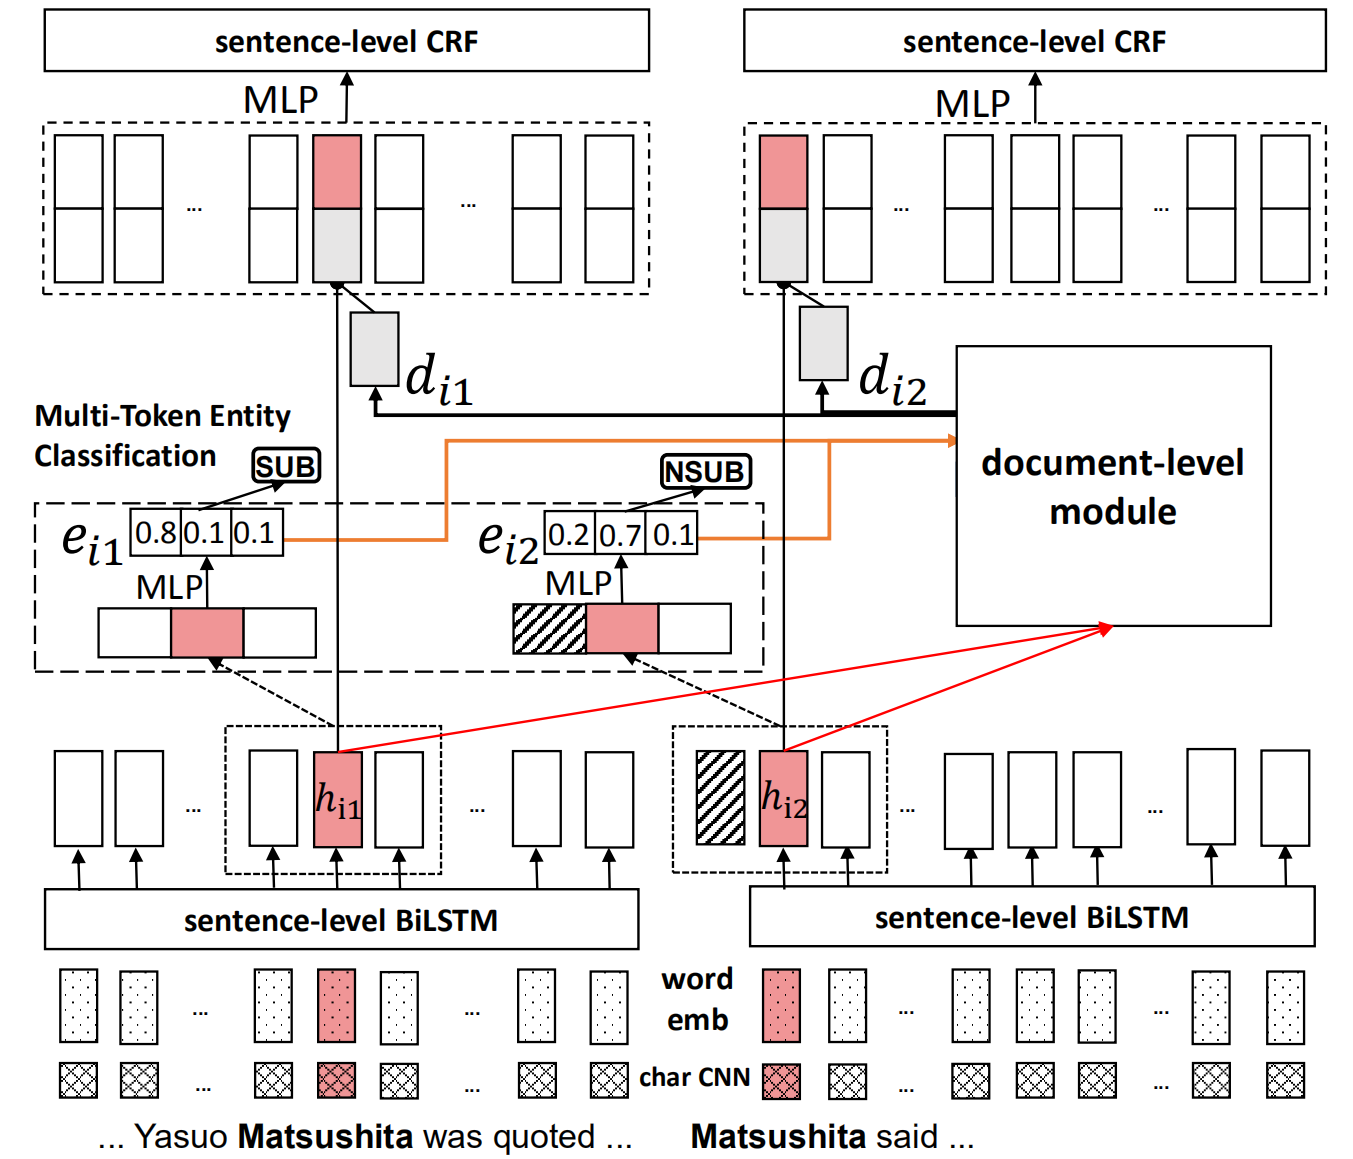 sentence-level CRF
sentence-level CRF
MLP
MLP
...
...
...
...
d_{i1}
d_{i2}
Multi-Token Entity
Classification
SUB
NSUB
document-level
module
e_{i1} 0.8 0.1 0.1
e_{i2} 0.2 0.7 0.1
MLP
MLP
...
h_{i1}
...
h_{i2}
...
...
sentence-level BiLSTM
sentence-level BiLSTM
...
...
word
emb
...
...
...
...
char CNN
...
...
... Yasuo Matsushita was quoted ...
Matsushita said ...